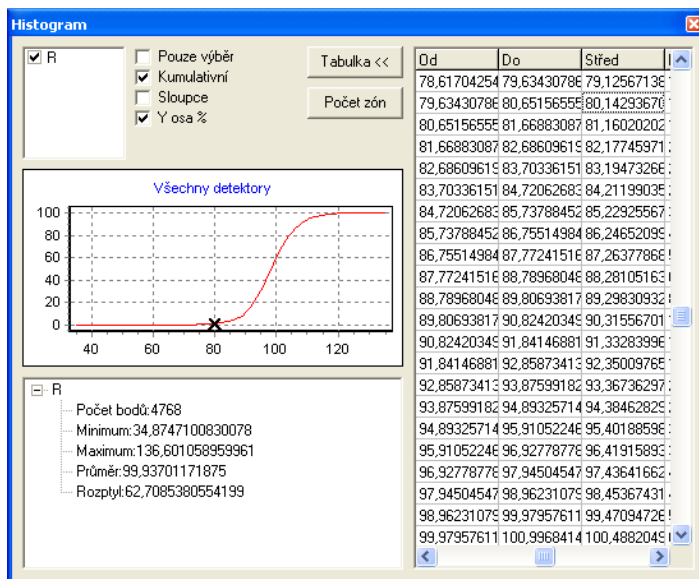 Histogram
R
Pouze výběr
Kumulativní
Sloupce
Y osa %
Tabulka <<
Počet zón
Všechny detektory
100
80
60
40
20
0
40 60 80 100 120
R
Počet bodů:4768
Minimum:34,8747100830078
Maximum:136,601058959961
Průměr:99,93701171875
Rozptyl:62,7085380554199
Od Do Střed
78,61704254 79,63430786 79,12567138
79,63430786 80,65156555 80,14293670
80,65156555 81,66883087 81,16020202
81,66883087 82,68609619 82,17745971
82,68609619 83,70336151 83,19473266
83,70336151 84,72062683 84,21199035
84,72062683 85,73788452 85,22925567
85,73788452 86,75514984 86,24652099
86,75514984 87,77241516 87,26377868
87,77241516 88,78968048 88,28105163
88,78968048 89,80693817 89,29830932
89,80693817 90,82420349 90,31556701
90,82420349 91,84146881 91,33283996
91,84146881 92,85873413 92,35009765
92,85873413 93,87599182 93,36736297
93,87599182 94,89325714 94,38462829
94,89325714 95,91052246 95,40188598
95,91052246 96,92778778 96,41915893
96,92778778 97,94504547 97,43641662
97,94504547 98,96231079 98,45367431
98,96231079 99,97957611 99,47094726
99,97957611 100,9968414 100,4882049